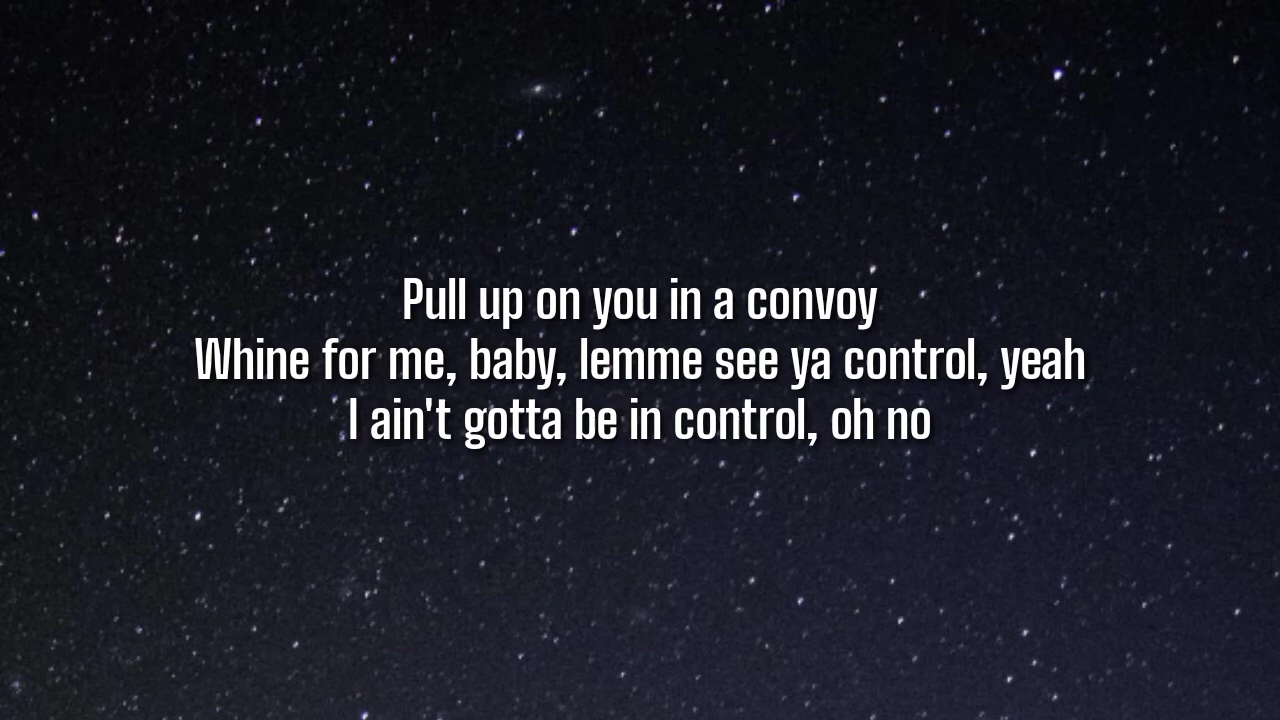 Pull up on you in a convoy
Whine for me, baby, lemme see ya control, yeah
I ain't gotta be in control, oh no